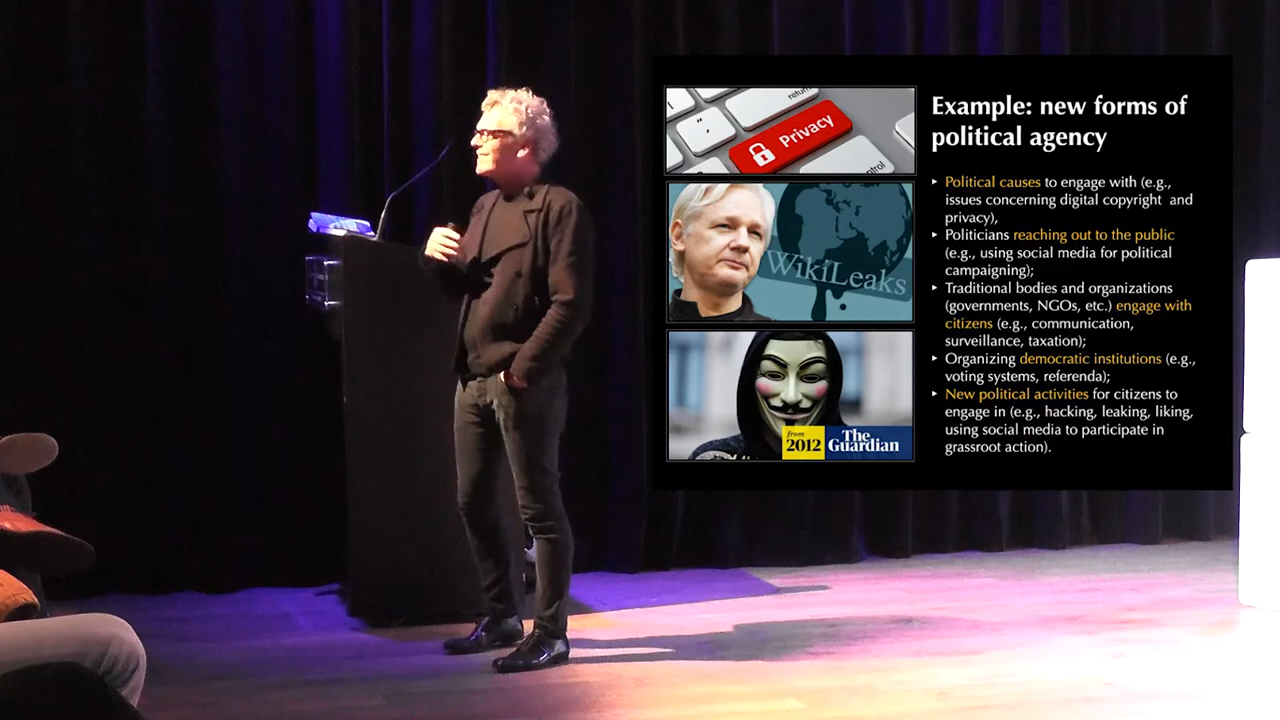 return
";
Privacy
WikiLeaks
from
2012
The
Guardian
Example: new forms of
political agency
‣ Political causes to engage with (e.g.,
issues concerning digital copyright and
privacy),
‣ Politicians reaching out to the public
(e.g., using social media for political
campaigning);
‣ Traditional bodies and organizations
(governments, NGOs, etc.) engage with
citizens (e.g., communication,
surveillance, taxation);
‣ Organizing democratic institutions (e.g.,
voting systems, referenda);
‣ New political activities for citizens to
engage in (e.g., hacking, leaking, liking,
using social media to participate in
grassroot action).